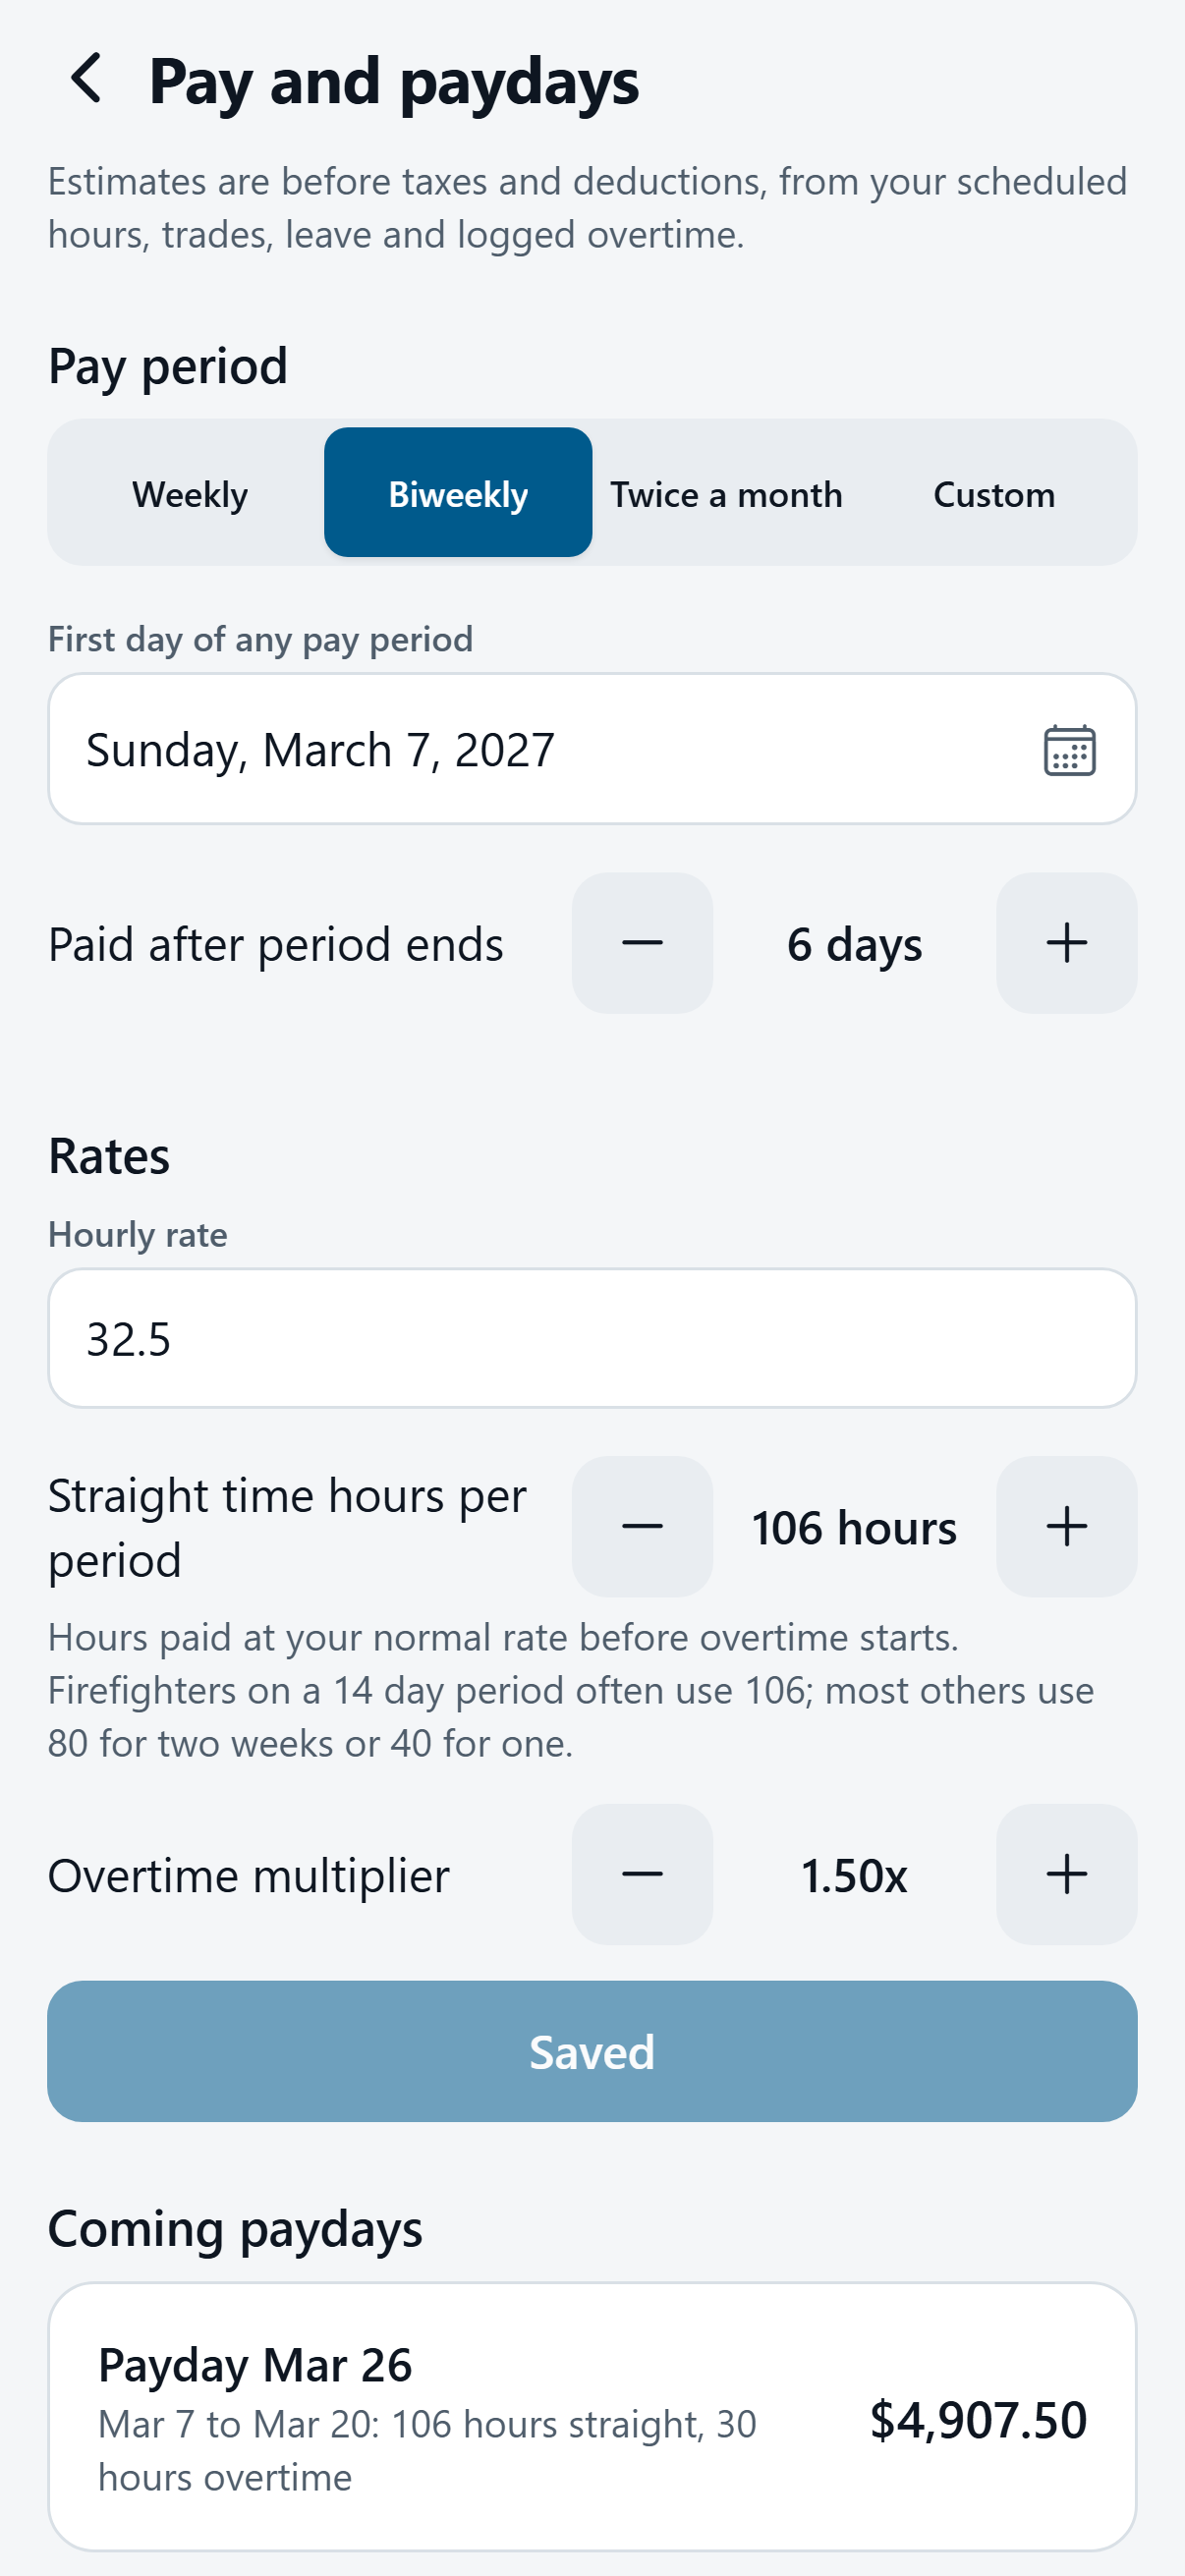 Pay and paydays
Estimates are before taxes and deductions, from your scheduled
hours, trades, leave and logged overtime.
Pay period
Weekly
Biweekly
Twice a month
Custom
First day of any pay period
Sunday, March 7, 2027
Paid after period ends
6 days
Rates
Hourly rate
32.5
Straight time hours per
period
106 hours
Hours paid at your normal rate before overtime starts.
Firefighters on a 14 day period often use 106; most others use
80 for two weeks or 40 for one.
Overtime multiplier
1.50x
Saved
Coming paydays
Payday Mar 26
Mar 7 to Mar 20: 106 hours straight, 30
hours overtime
$4,907.50